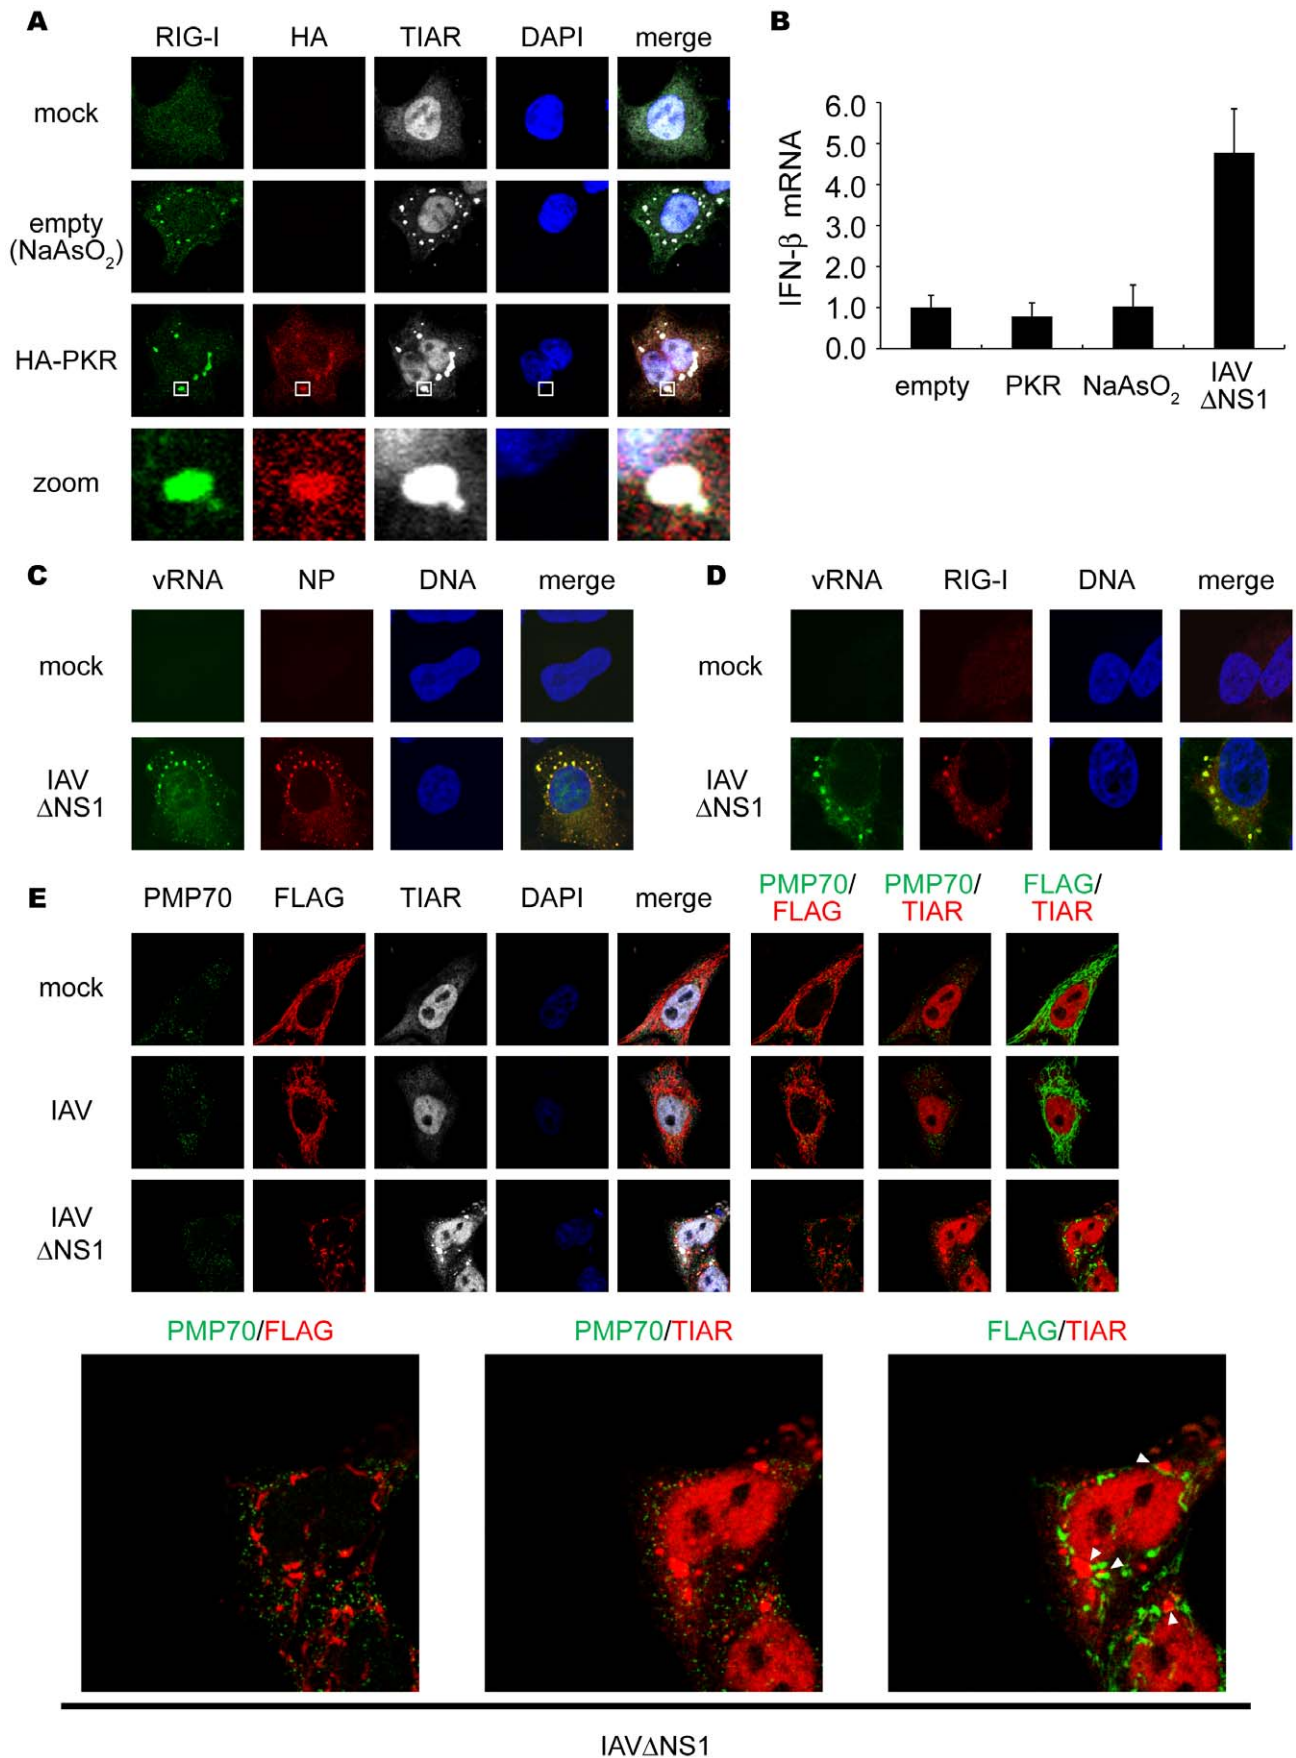 A
RIG-I HA TIAR DAPI merge
mock
empty
(NaAsO2)
HA-PKR
zoom
B
IFN-β mRNA
6.0
5.0
4.0
3.0
2.0
1.0
0.0
empty PKR NaAsO2 IAV
ΔNS1
C
vRNA NP DNA merge
mock
IAV
ΔNS1
D
vRNA RIG-I DNA merge
mock
IAV
ΔNS1
E
PMP70 FLAG TIAR DAPI merge
PMP70/
FLAG
PMP70/
TIAR
FLAG/
TIAR
mock
IAV
IAV
ΔNS1
PMP70/FLAG PMP70/TIAR FLAG/TIAR
IAVΔNS1